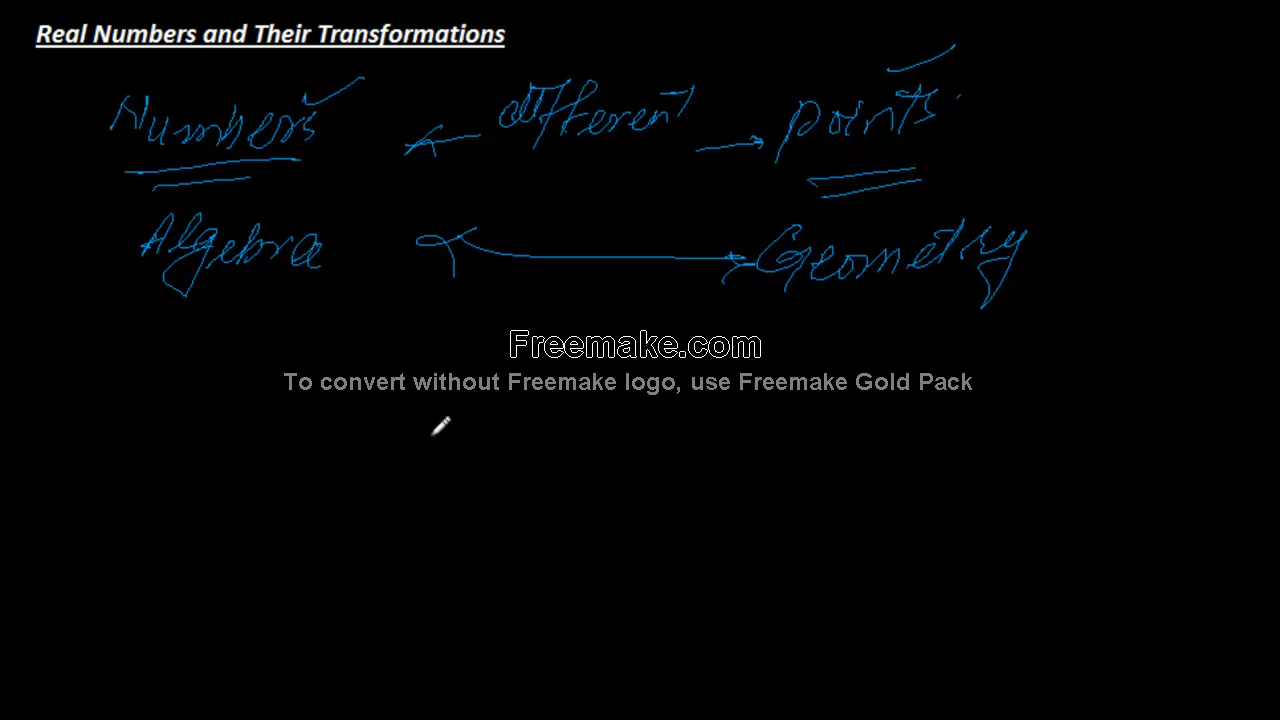 Real Numbers and Their Transformations
Numbers different points
Algebra Geometry
Freemake.com
To convert without Freemake logo, use Freemake Gold Pack